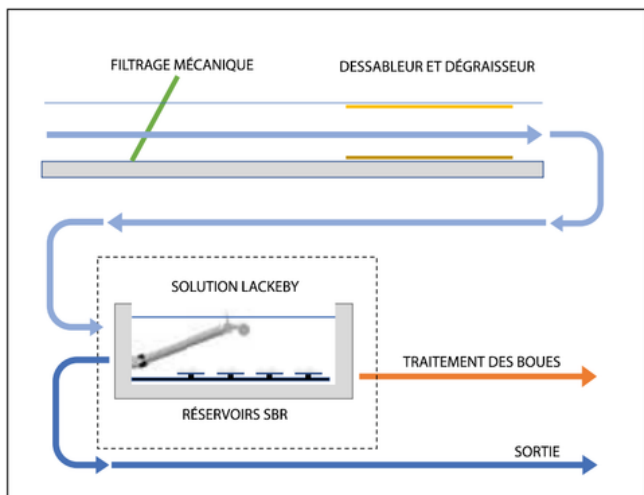 FILTRAGE MÉCANIQUE
DESSABLEUR ET DÉGRAISSEUR
SOLUTION LACKEBY
TRAITEMENT DES BOUES
RÉSERVOIRS SBR
SORTIE